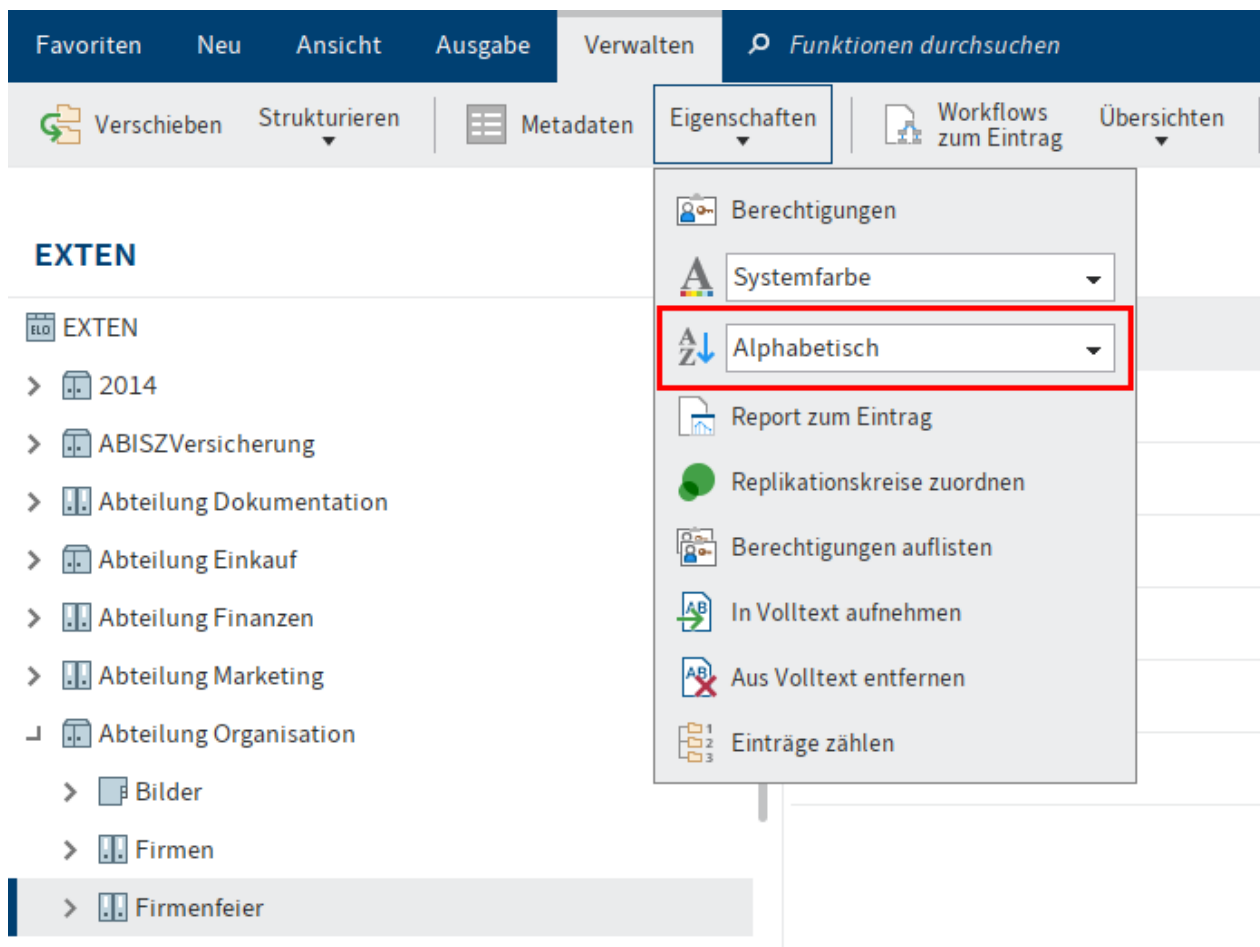 Favoriten Neu Ansicht Ausgabe Verwalten Funktionen durchsuchen
Verschieben Strukturieren Metadaten Eigenschaften Workflows zum Eintrag Übersichten
Berechtigungen
EXTEN
Systemfarbe
ELO EXTEN
Alphabetisch
2014
Report zum Eintrag
ABISZVersicherung
Replikationskreise zuordnen
Abteilung Dokumentation
Berechtigungen auflisten
Abteilung Einkauf
In Volltext aufnehmen
Abteilung Finanzen
Aus Volltext entfernen
Abteilung Marketing
Einträge zählen
Abteilung Organisation
Bilder
Firmen
Firmenfeier